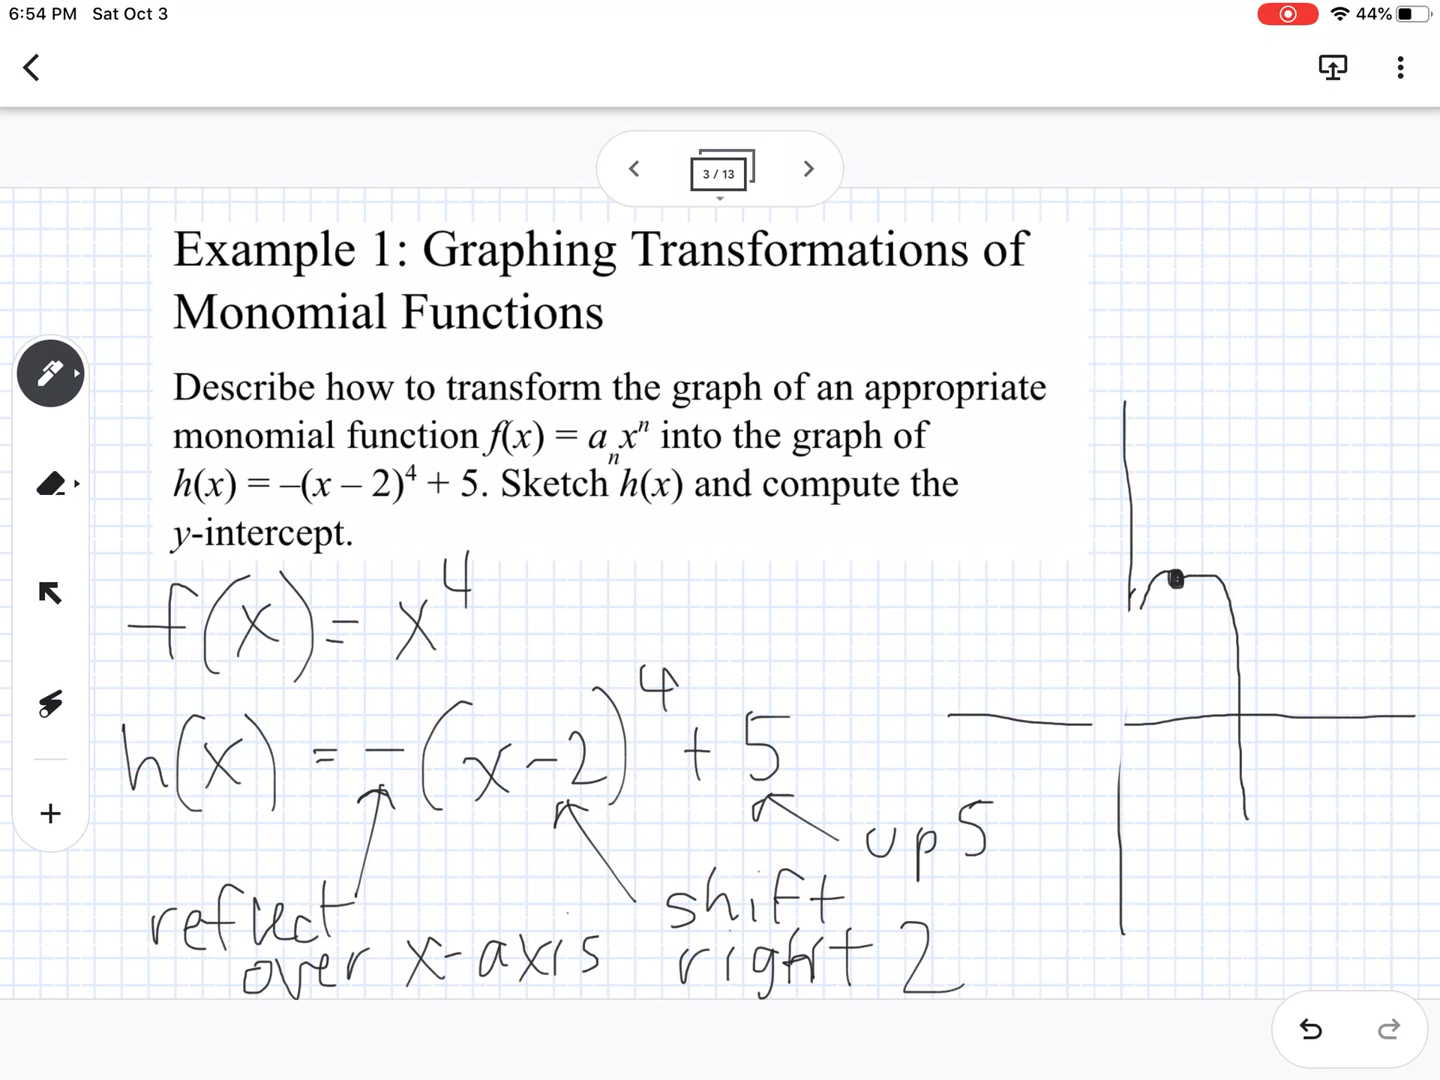 6:54 PM Sat Oct 3
44%
3 / 13
Example 1: Graphing Transformations of
Monomial Functions
Describe how to transform the graph of an appropriate
monomial function f(x) = aₙxⁿ into the graph of
h(x) = –(x – 2)⁴ + 5. Sketch h(x) and compute the
y-intercept.
f(x) = x⁴
h(x) = -(x-2)⁴ + 5
up 5
reflect
over x-axis
shift
right 2